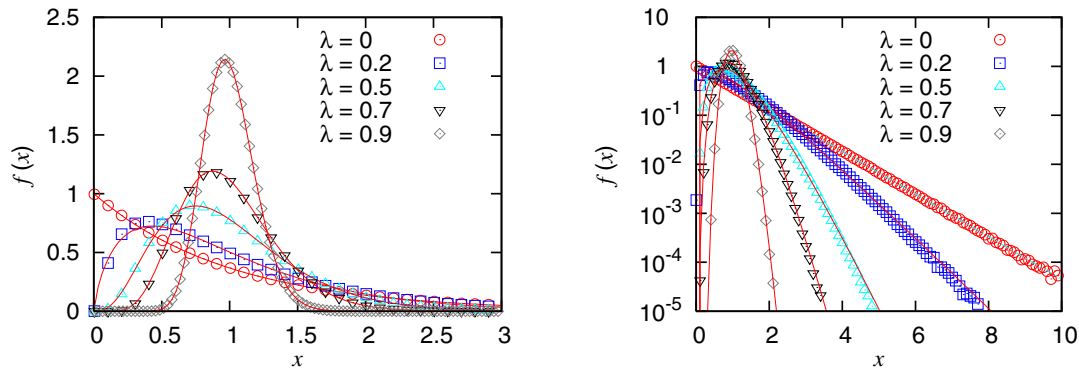 2.5
2
1.5
1
0.5
0
f (x)
0
0.5
1
1.5
2
2.5
3
x
λ = 0
λ = 0.2
λ = 0.5
λ = 0.7
λ = 0.9
10
1
10⁻¹
10⁻²
10⁻³
10⁻⁴
10⁻⁵
f (x)
0
2
4
6
8
10
x
λ = 0
λ = 0.2
λ = 0.5
λ = 0.7
λ = 0.9